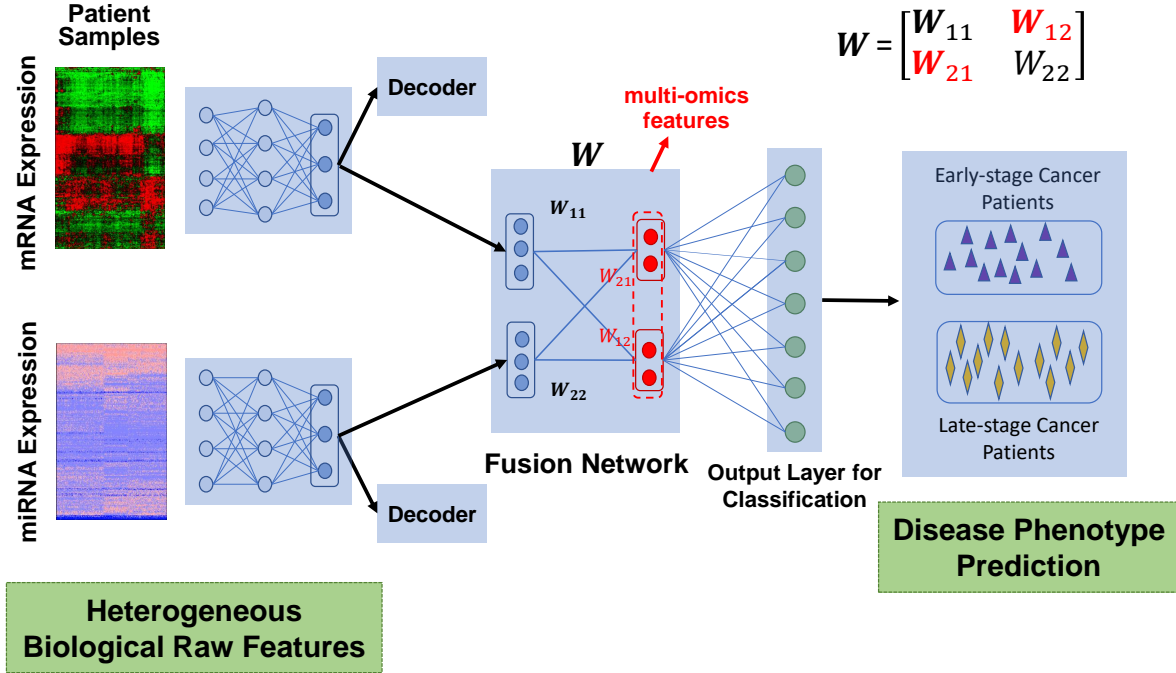 Patient
Samples
mRNA Expression
Decoder
W = [W11 W12
W21 W22]
multi-omics
features
W
W11
W21
W12
W22
Fusion Network
Early-stage Cancer
Patients
Late-stage Cancer
Patients
miRNA Expression
Decoder
Output Layer for
Classification
Disease Phenotype
Prediction
Heterogeneous
Biological Raw Features